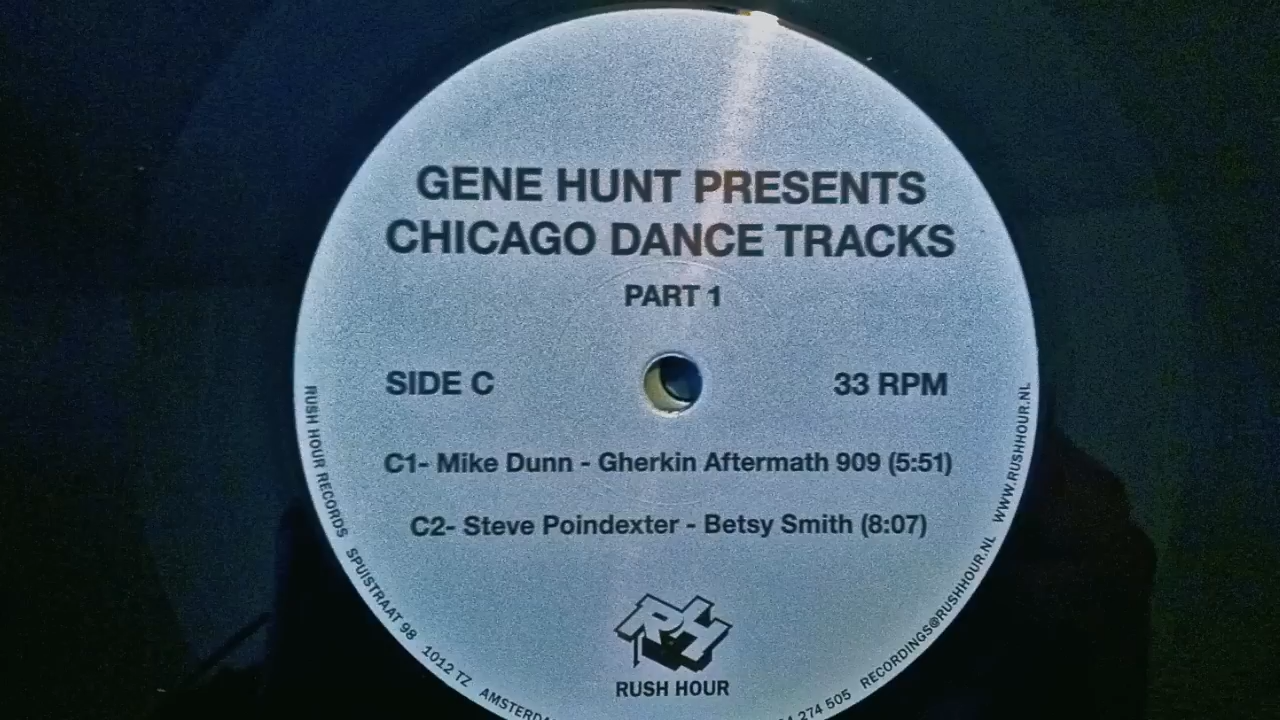 GENE HUNT PRESENTS
CHICAGO DANCE TRACKS
PART 1
SIDE C
33 RPM
C1- Mike Dunn - Gherkin Aftermath 909 (5:51)
C2- Steve Poindexter - Betsy Smith (8:07)
RH
RUSH HOUR
RUSH HOUR RECORDS SPUISTRAAT 98 1012 TZ
274 505 RECORDINGS@RUSHHOUR.NL WWW.RUSHHOUR.NL